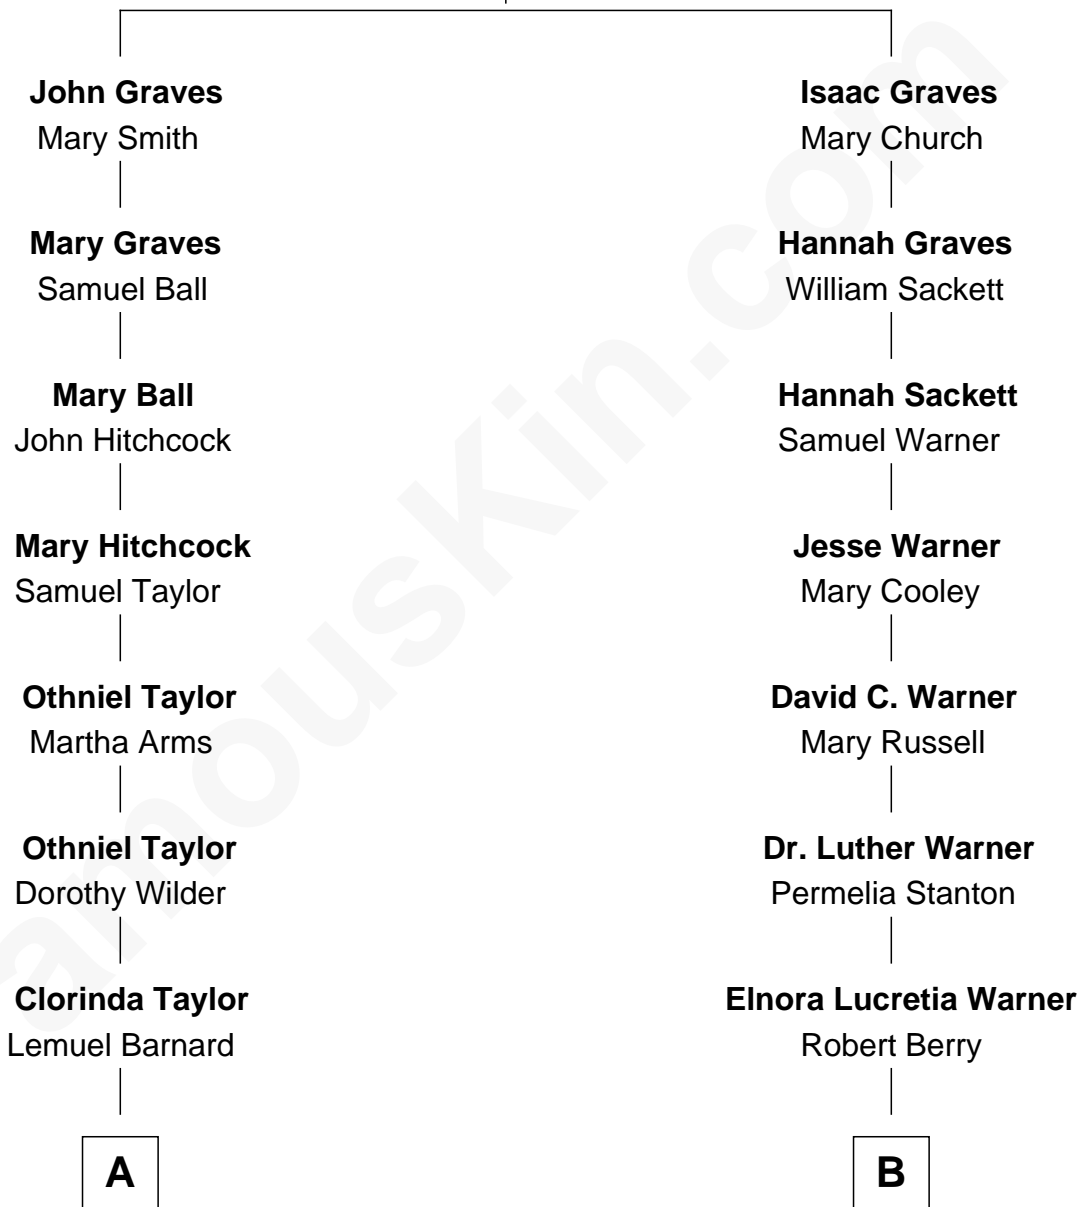 John Graves
Mary Smith
Mary Graves
Samuel Ball
Mary Ball
John Hitchcock
Mary Hitchcock
Samuel Taylor
Othniel Taylor
Martha Arms
Othniel Taylor
Dorothy Wilder
Clorinda Taylor
Lemuel Barnard
A
Isaac Graves
Mary Church
Hannah Graves
William Sackett
Hannah Sackett
Samuel Warner
Jesse Warner
Mary Cooley
David C. Warner
Mary Russell
Dr. Luther Warner
Permelia Stanton
Elnora Lucretia Warner
Robert Berry
B
amousKin.com